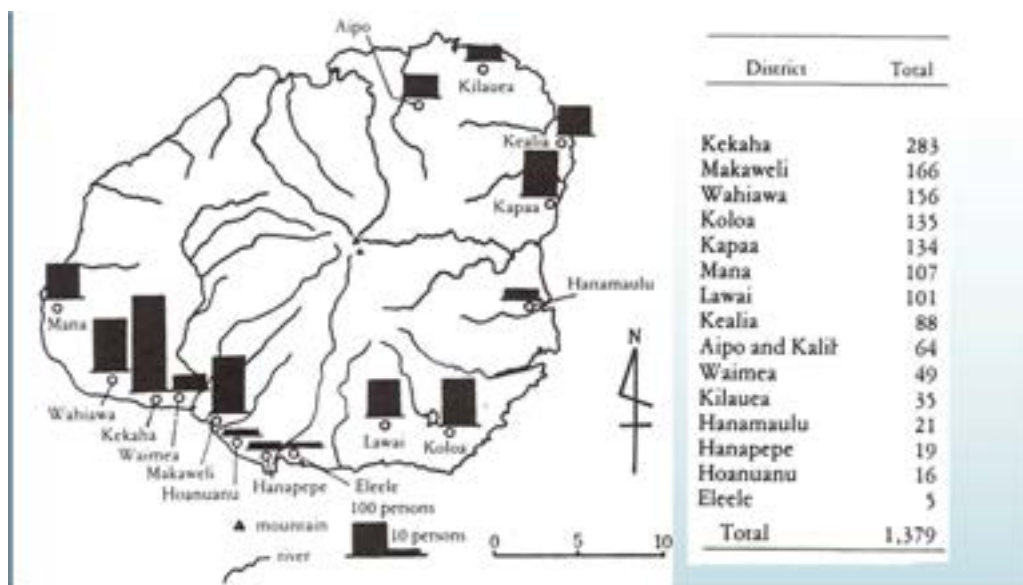 Aipo
Kilauea
Kealia
Kapaa
Hanamaulu
N
Mana
Wahiawa
Kekaha
Waimea
Makaweli
Hoanuanu
Hanapepe
Eleele
Lawai
Koloa
100 persons
10 persons
mountain
river
0 5 10
District Total
Kekaha 283
Makaweli 166
Wahiawa 156
Koloa 135
Kapaa 134
Mana 107
Lawai 101
Kealia 88
Aipo and 64
Waimea 49
Kilauea 35
Hanamaulu 21
Hanapepe 19
Hoanuanu 16
Eleele 5
Total 1,379